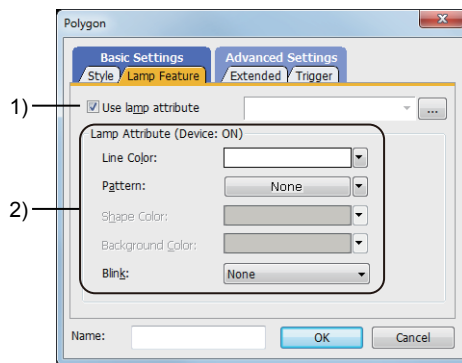 Polygon
Basic Settings Advanced Settings
Style Lamp Feature Extended Trigger
1) Use lamp attribute ...
Lamp Attribute (Device: ON)
Line Color:
Pattern: None
2) Shape Color:
Background Color:
Blink: None
Name: OK Cancel